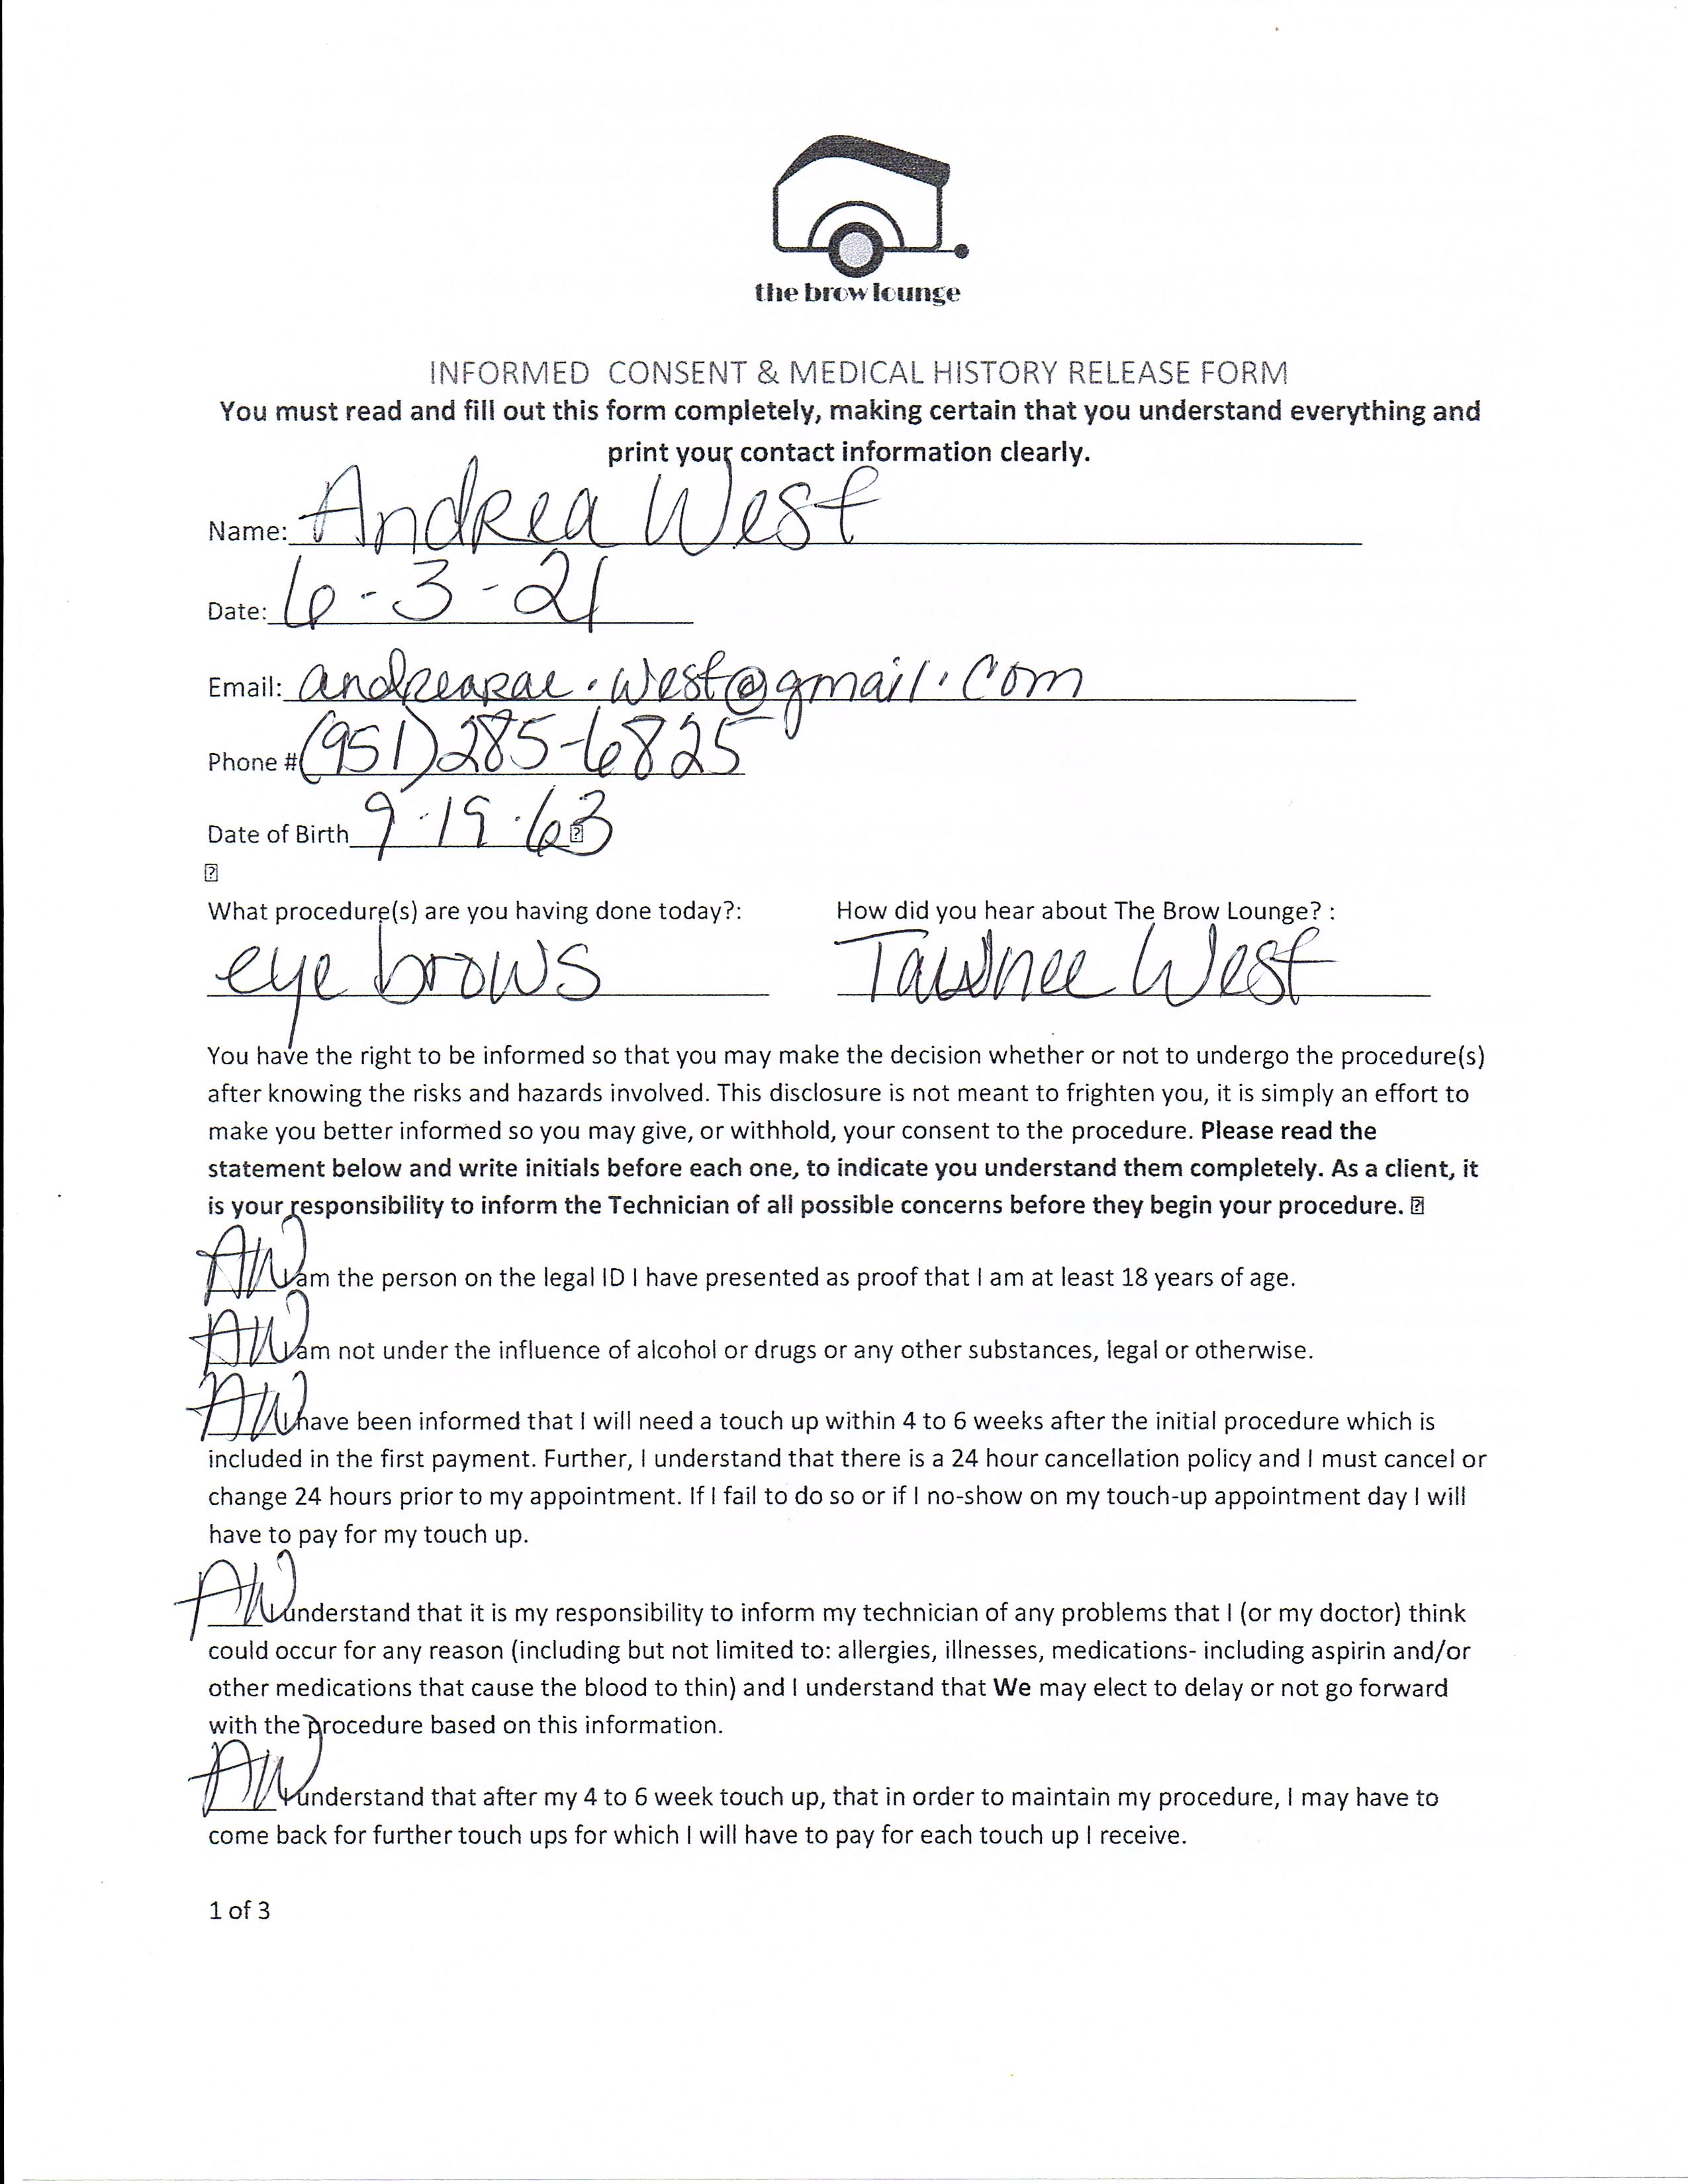 the brow lounge
INFORMED CONSENT & MEDICAL HISTORY RELEASE FORM
You must read and fill out this form completely, making certain that you understand everything and
print your contact information clearly.
Name: Andrea West
Date: 6-3-21
Email: andrearae.west@gmail.com
Phone # (951) 285-6825
Date of Birth 9.19.63
What procedure(s) are you having done today?: How did you hear about The Brow Lounge? :
eye brows Tawnee West
You have the right to be informed so that you may make the decision whether or not to undergo the procedure(s)
after knowing the risks and hazards involved. This disclosure is not meant to frighten you, it is simply an effort to
make you better informed so you may give, or withhold, your consent to the procedure. Please read the
statement below and write initials before each one, to indicate you understand them completely. As a client, it
is your responsibility to inform the Technician of all possible concerns before they begin your procedure.
AW am the person on the legal ID I have presented as proof that I am at least 18 years of age.
AW am not under the influence of alcohol or drugs or any other substances, legal or otherwise.
AW have been informed that I will need a touch up within 4 to 6 weeks after the initial procedure which is
included in the first payment. Further, I understand that there is a 24 hour cancellation policy and I must cancel or
change 24 hours prior to my appointment. If I fail to do so or if I no-show on my touch-up appointment day I will
have to pay for my touch up.
AW understand that it is my responsibility to inform my technician of any problems that I (or my doctor) think
could occur for any reason (including but not limited to: allergies, illnesses, medications- including aspirin and/or
other medications that cause the blood to thin) and I understand that We may elect to delay or not go forward
with the procedure based on this information.
AW understand that after my 4 to 6 week touch up, that in order to maintain my procedure, I may have to
come back for further touch ups for which I will have to pay for each touch up I receive.
1 of 3